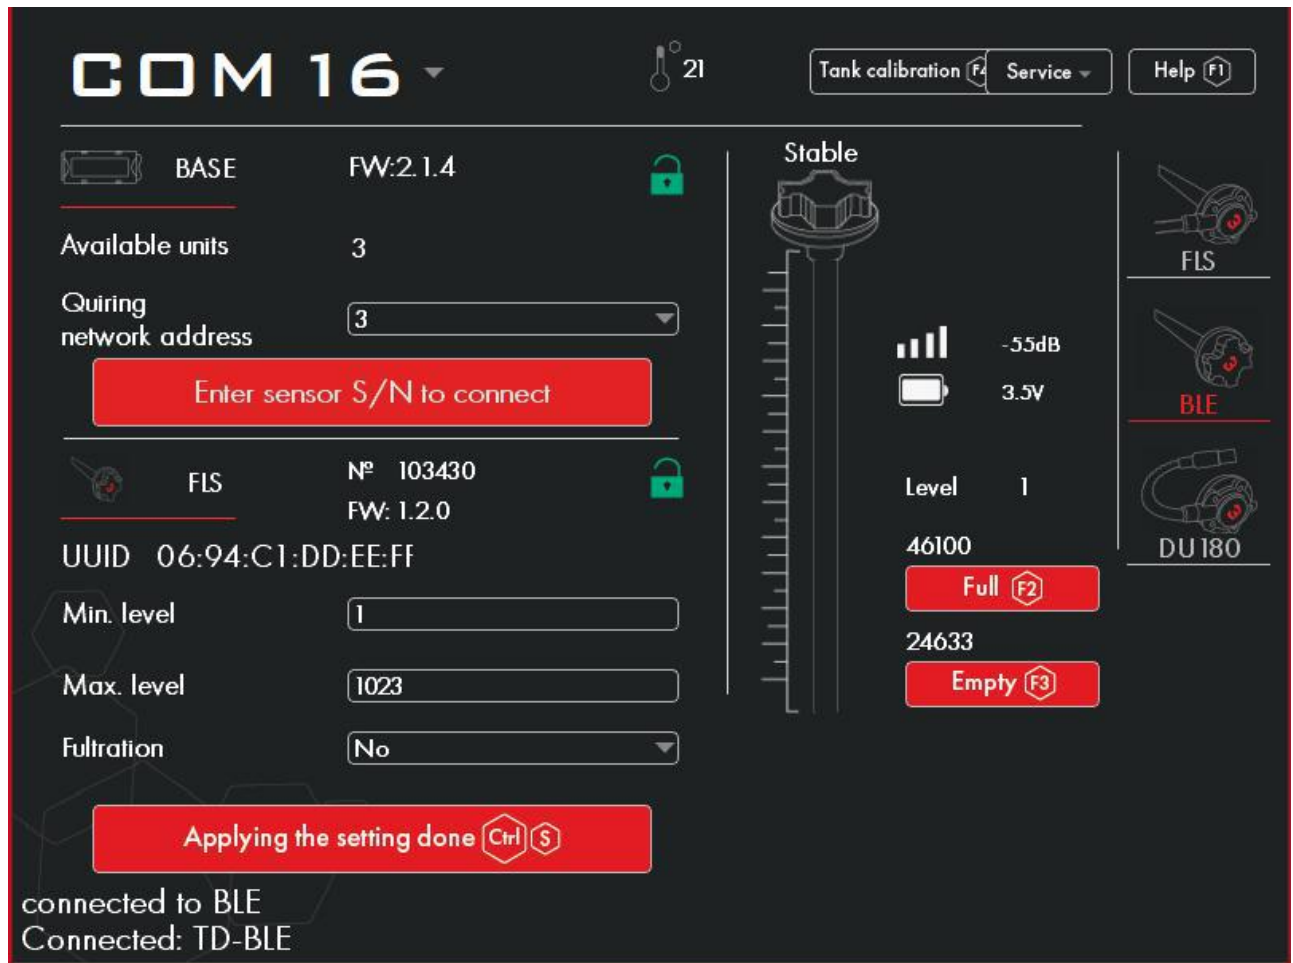 COM 16
21
Tank calibration F4
Service
Help F1
BASE
FW:2.1.4
Available units
3
Quiring
network address
3
Enter sensor S/N to connect
FLS
№ 103430
FW: 1.2.0
UUID 06:94:C1:DD:EE:FF
Min. level
1
Max. level
1023
Fultration
No
Applying the setting done Ctrl S
connected to BLE
Connected: TD-BLE
Stable
-55dB
3.5V
Level 1
46100
Full F2
24633
Empty F3
FLS
BLE
DU180